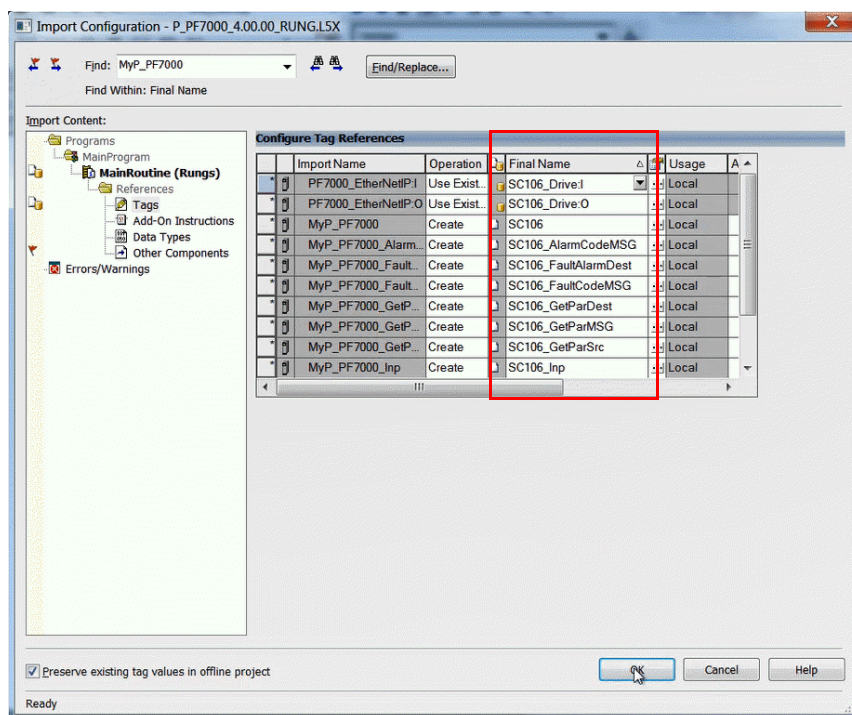 Import Configuration - P_PF7000_4.00.00_RUNG.L5X
X
Find: MyP_PF7000
Find/Replace...
Find Within: Final Name
Import Content:
Programs
MainProgram
MainRoutine (Rungs)
References
Tags
Add-On Instructions
Data Types
Other Components
Errors/Warnings
Configure Tag References
Import Name Operation Final Name Usage A
* PF7000_EtherNetIP:I Use Exist... SC106_Drive:I ... Local
* PF7000_EtherNetIP:O Use Exist... SC106_Drive:O ... Local
* MyP_PF7000 Create SC106 ... Local
* MyP_PF7000_Alarm... Create SC106_AlarmCodeMSG ... Local
* MyP_PF7000_Fault... Create SC106_FaultAlarmDest ... Local
* MyP_PF7000_Fault... Create SC106_FaultCodeMSG ... Local
* MyP_PF7000_GetP... Create SC106_GetParDest ... Local
* MyP_PF7000_GetP... Create SC106_GetParMSG ... Local
* MyP_PF7000_GetP... Create SC106_GetParSrc ... Local
* MyP_PF7000_Inp Create SC106_Inp ... Local
Preserve existing tag values in offline project
OK Cancel Help
Ready